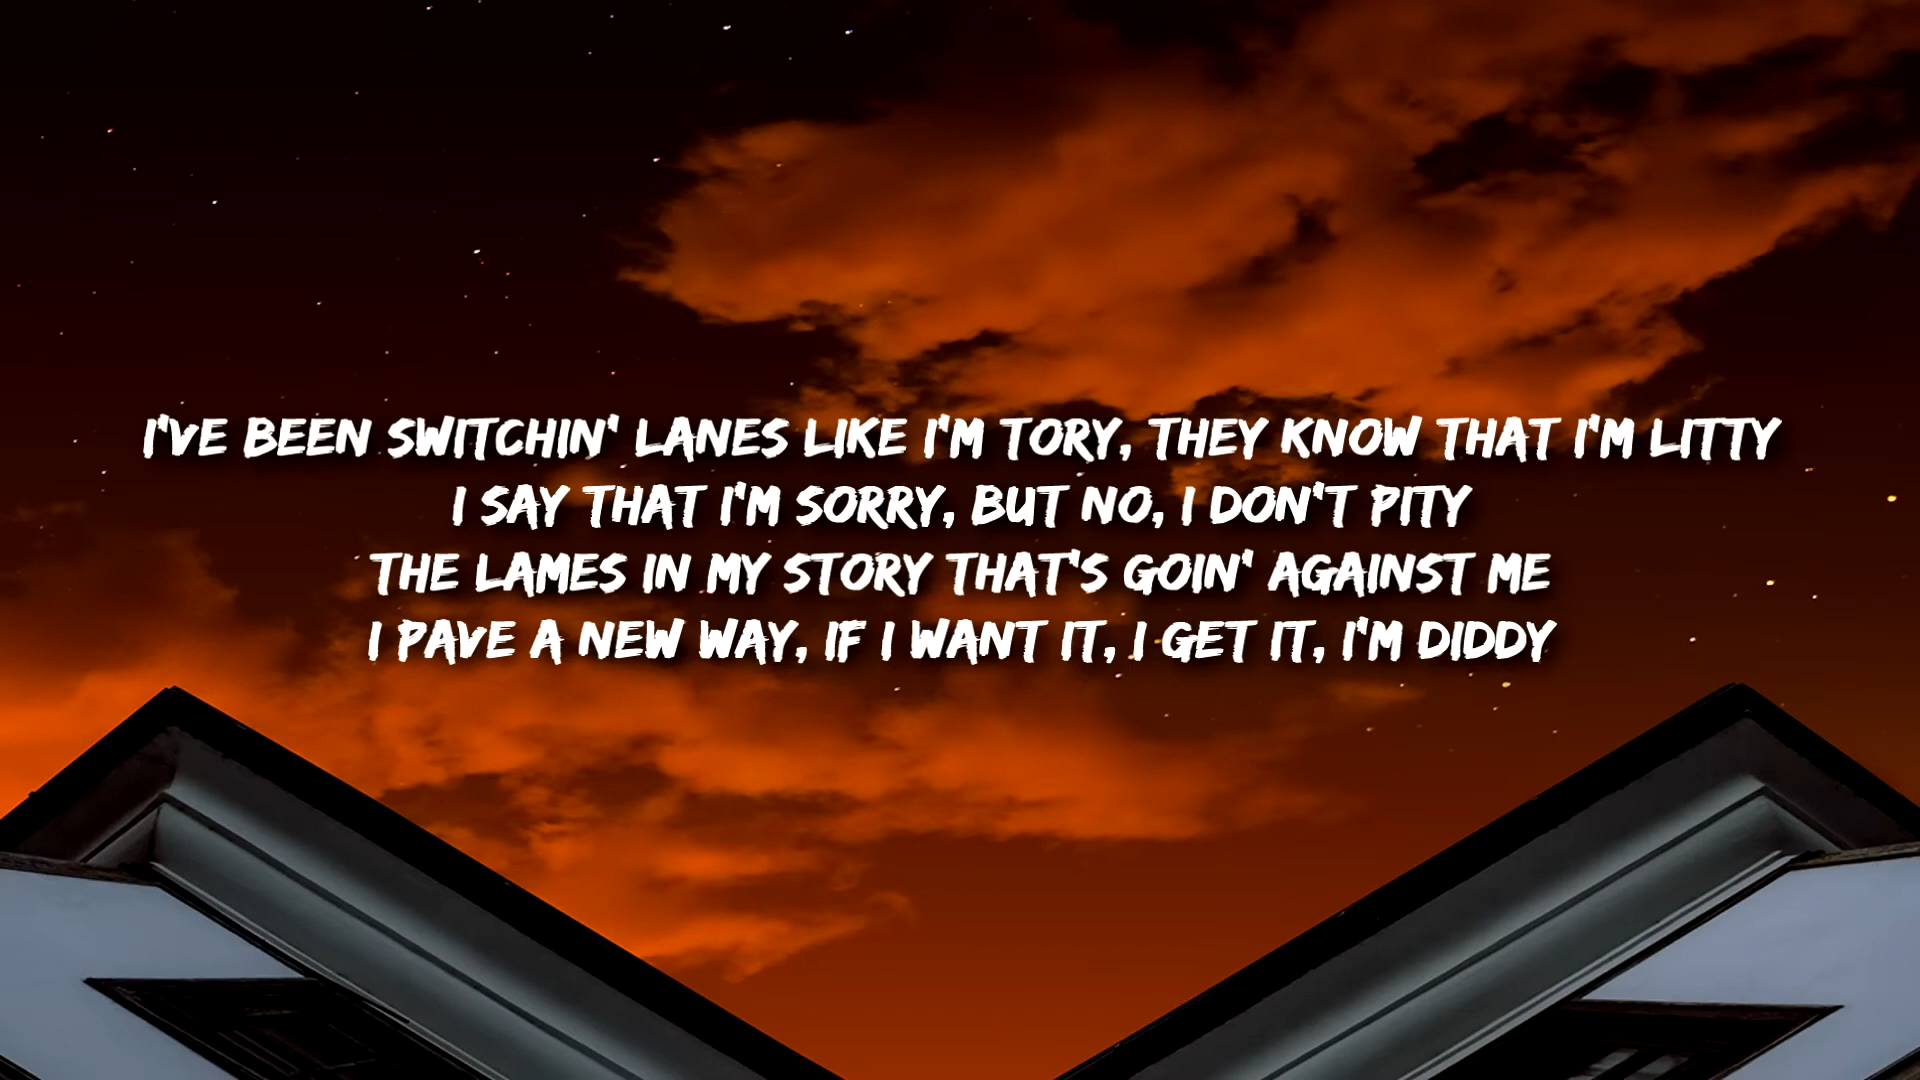 I'VE BEEN SWITCHIN' LANES LIKE I'M TORY, THEY KNOW THAT I'M LITTY
I SAY THAT I'M SORRY, BUT NO, I DON'T PITY
THE LAMES IN MY STORY THAT'S GOIN' AGAINST ME
I PAVE A NEW WAY, IF I WANT IT, I GET IT, I'M DIDDY